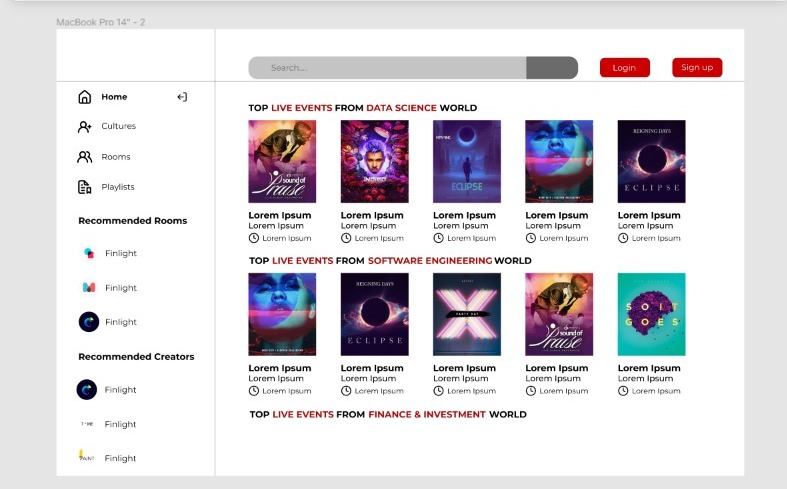 MacBook Pro 14" - 2
Search....
Login
Sign up
Home
Cultures
Rooms
Playlists
Recommended Rooms
Finlight
Finlight
Finlight
Recommended Creators
Finlight
Finlight
Finlight
TOP LIVE EVENTS FROM DATA SCIENCE WORLD
sound of
Praise
REIGNING DAYS
ECLIPSE
ECLIPSE
Lorem Ipsum Lorem Ipsum Lorem Ipsum Lorem Ipsum Lorem Ipsum
Lorem Ipsum Lorem Ipsum Lorem Ipsum Lorem Ipsum Lorem Ipsum
Lorem Ipsum Lorem Ipsum Lorem Ipsum Lorem Ipsum Lorem Ipsum
TOP LIVE EVENTS FROM SOFTWARE ENGINEERING WORLD
REIGNING DAYS
ECLIPSE
PARTY OUT
sound of
Praise
SO IT
GOES
Lorem Ipsum Lorem Ipsum Lorem Ipsum Lorem Ipsum Lorem Ipsum
Lorem Ipsum Lorem Ipsum Lorem Ipsum Lorem Ipsum Lorem Ipsum
Lorem Ipsum Lorem Ipsum Lorem Ipsum Lorem Ipsum Lorem Ipsum
TOP LIVE EVENTS FROM FINANCE & INVESTMENT WORLD